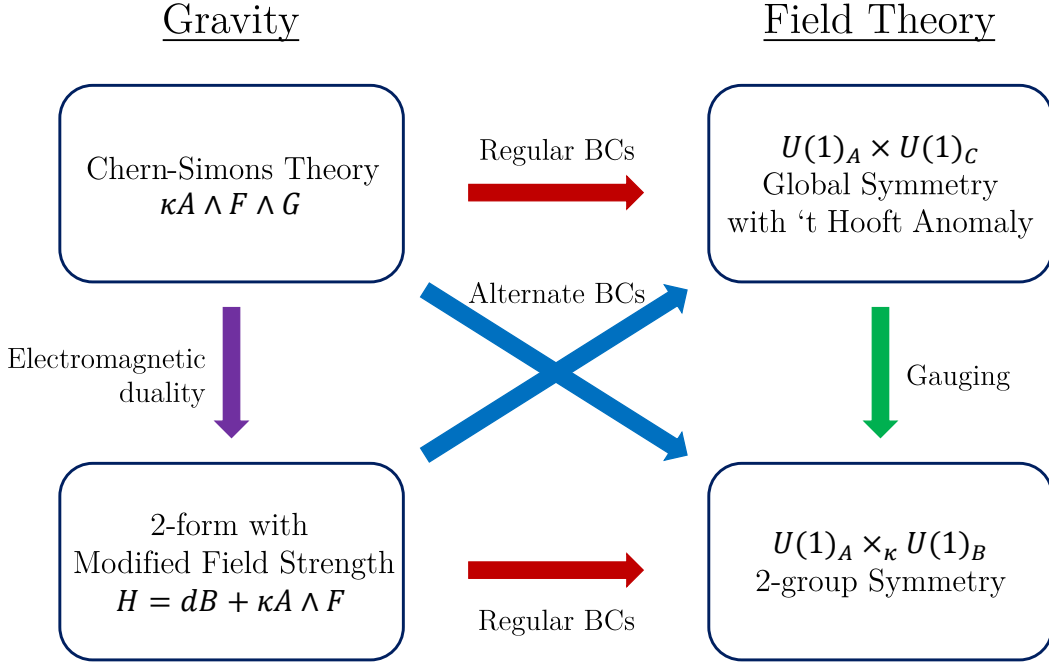 Gravity
Field Theory
Chern-Simons Theory
κA ∧ F ∧ G
Regular BCs
U(1)_A × U(1)_C
Global Symmetry
with ‘t Hooft Anomaly
Alternate BCs
Electromagnetic
duality
Gauging
2-form with
Modified Field Strength
H = dB + κA ∧ F
Regular BCs
U(1)_A ×_κ U(1)_B
2-group Symmetry